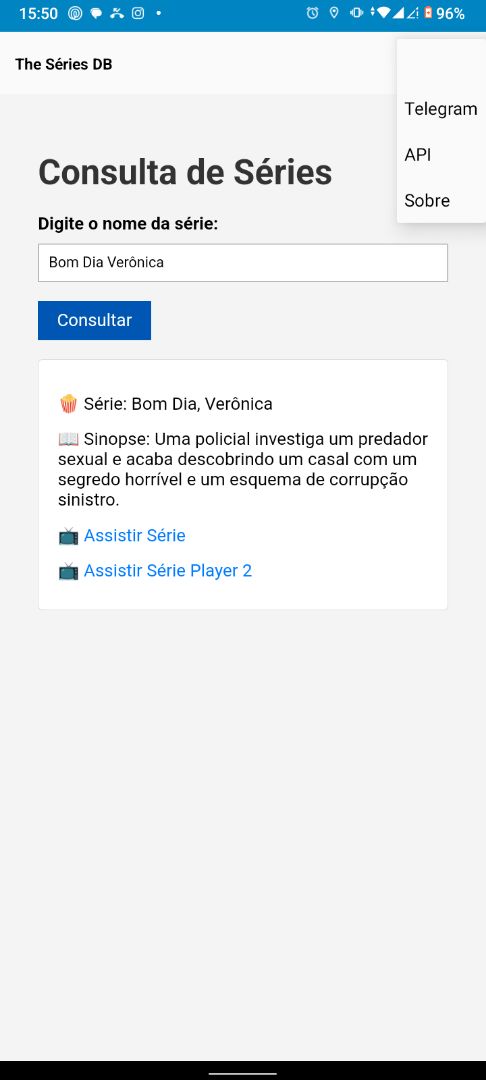 15:50
96%
The Séries DB
Telegram
API
Sobre
Consulta de Séries
Digite o nome da série:
Bom Dia Verônica
Consultar
🍿 Série: Bom Dia, Verônica
📖 Sinopse: Uma policial investiga um predador
sexual e acaba descobrindo um casal com um
segredo horrível e um esquema de corrupção
sinistro.
📺 Assistir Série
📺 Assistir Série Player 2